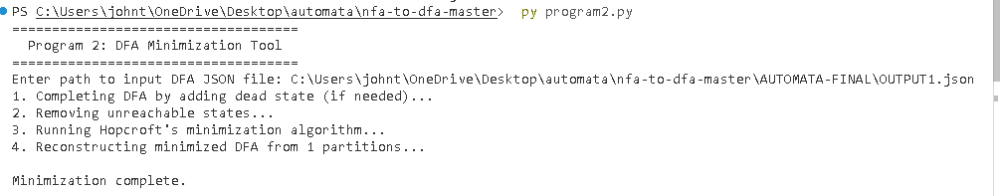 PS C:\Users\johnt\OneDrive\Desktop\automata\nfa-to-dfa-master> py program2.py
====================================
  Program 2: DFA Minimization Tool
====================================
Enter path to input DFA JSON file: C:\Users\johnt\OneDrive\Desktop\automata\nfa-to-dfa-master\AUTOMATA-FINAL\OUTPUT1.json
1. Completing DFA by adding dead state (if needed)...
2. Removing unreachable states...
3. Running Hopcroft's minimization algorithm...
4. Reconstructing minimized DFA from 1 partitions...
Minimization complete.